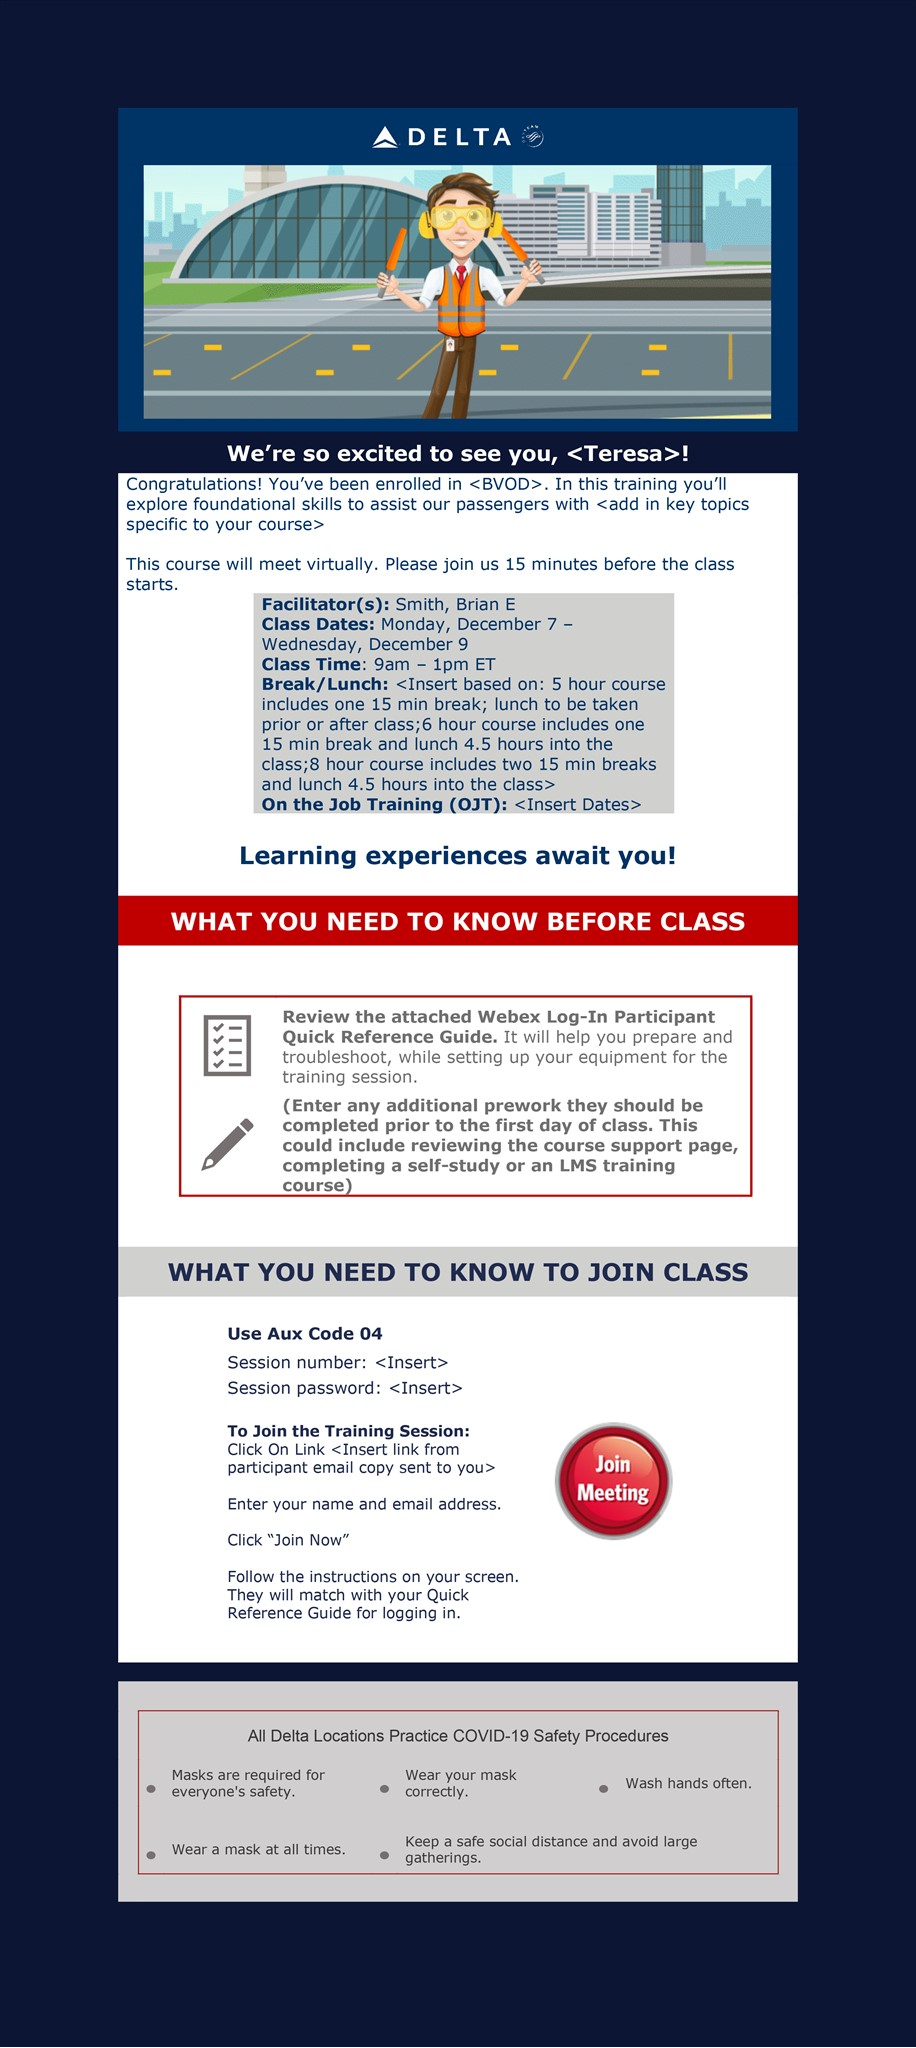 DELTA
We’re so excited to see you, <Teresa>!
Congratulations! You’ve been enrolled in <BVOD>. In this training you’ll
explore foundational skills to assist our passengers with <add in key topics
specific to your course>
This course will meet virtually. Please join us 15 minutes before the class
starts.
Facilitator(s): Smith, Brian E
Class Dates: Monday, December 7 –
Wednesday, December 9
Class Time: 9am – 1pm ET
Break/Lunch: <Insert based on: 5 hour course
includes one 15 min break; lunch to be taken
prior or after class;6 hour course includes one
15 min break and lunch 4.5 hours into the
class;8 hour course includes two 15 min breaks
and lunch 4.5 hours into the class>
On the Job Training (OJT): <Insert Dates>
Learning experiences await you!
WHAT YOU NEED TO KNOW BEFORE CLASS
Review the attached Webex Log-In Participant
Quick Reference Guide. It will help you prepare and
troubleshoot, while setting up your equipment for the
training session.
(Enter any additional prework they should be
completed prior to the first day of class. This
could include reviewing the course support page,
completing a self-study or an LMS training
course)
WHAT YOU NEED TO KNOW TO JOIN CLASS
Use Aux Code 04
Session number: <Insert>
Session password: <Insert>
To Join the Training Session:
Click On Link <Insert link from
participant email copy sent to you>
Enter your name and email address.
Click “Join Now”
Follow the instructions on your screen.
They will match with your Quick
Reference Guide for logging in.
Join
Meeting
All Delta Locations Practice COVID-19 Safety Procedures
Masks are required for
everyone's safety.
Wear your mask
correctly.
Wash hands often.
Wear a mask at all times.
Keep a safe social distance and avoid large
gatherings.